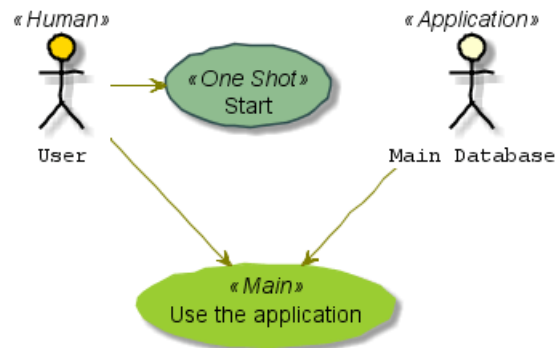 «Human»
User
«One Shot»
Start
«Application»
Main Database
«Main»
Use the application